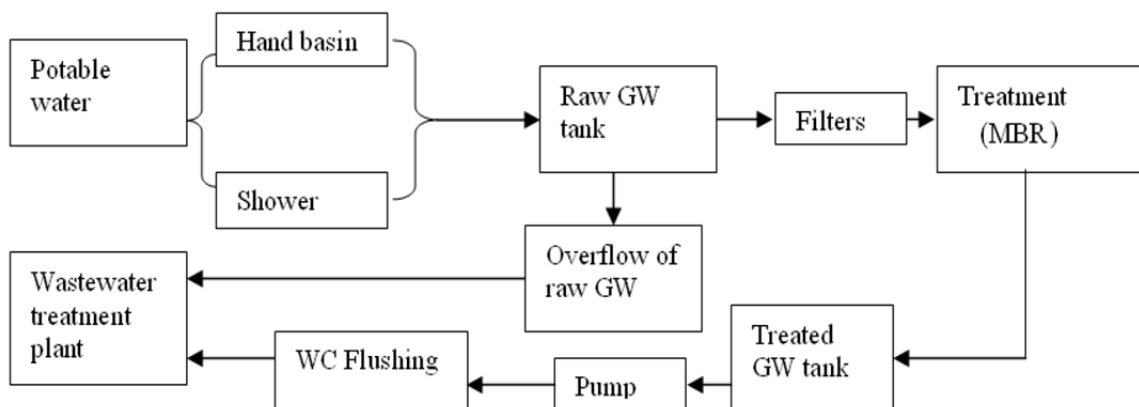 Potable
water
Hand basin
Shower
Raw GW
tank
Filters
Treatment
(MBR)
Overflow of
raw GW
Wastewater
treatment
plant
WC Flushing
Pump
Treated
GW tank